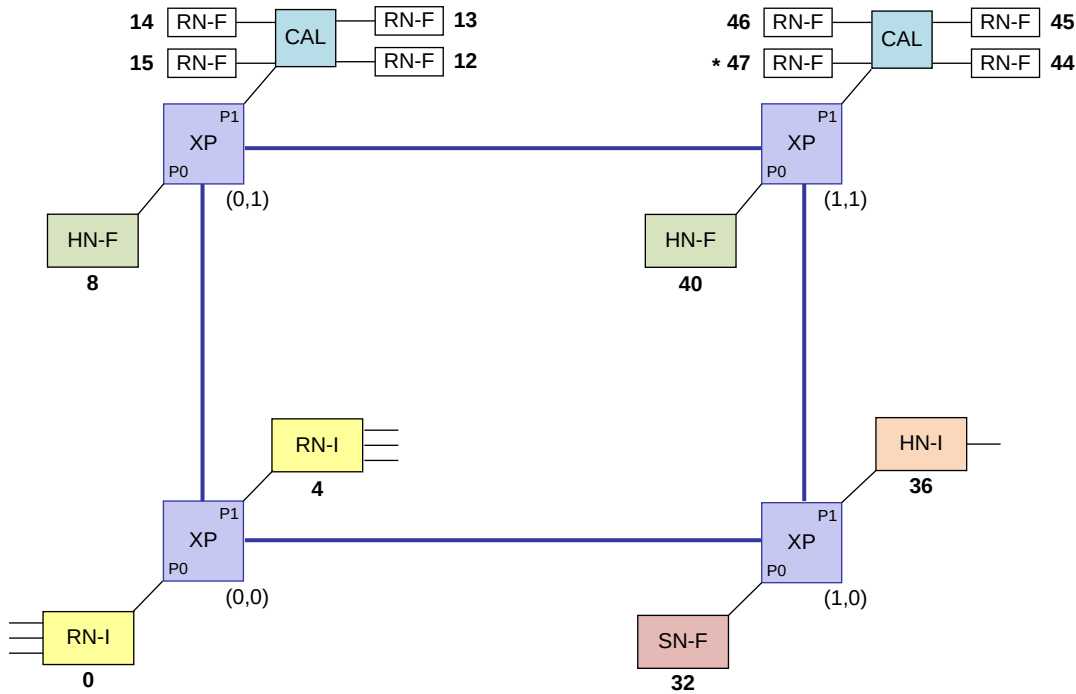 14 RN-F CAL RN-F 13
15 RN-F RN-F 12
46 RN-F CAL RN-F 45
* 47 RN-F RN-F 44
P1
XP
P0
(0,1)
P1
XP
P0
(1,1)
HN-F
8
HN-F
40
RN-I
4
HN-I
36
P1
XP
P0
(0,0)
P1
XP
P0
(1,0)
RN-I
0
SN-F
32